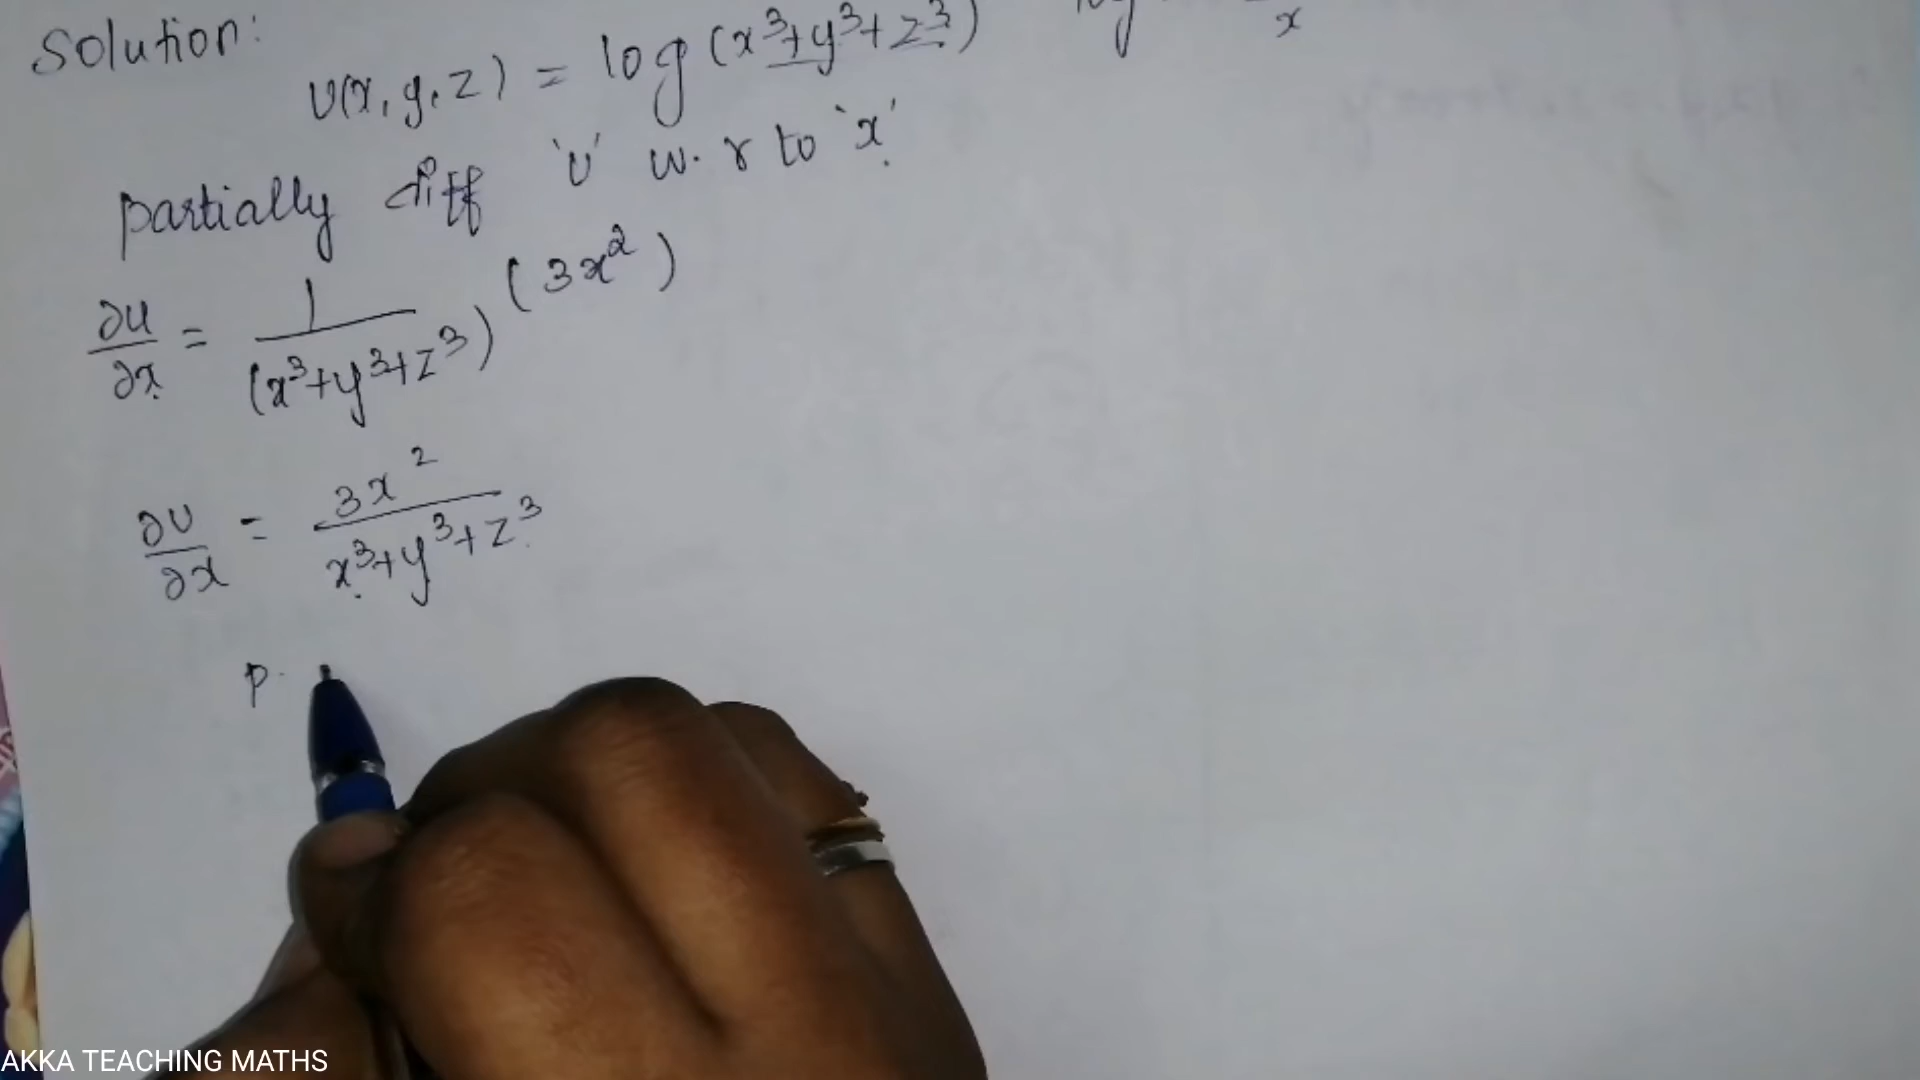 Solution:
U(x, y, z) = log (x³+y³+z³)
x
partially diff 'U' w.r to 'x'
∂u/∂x = 1/(x³+y³+z³) (3x²)
∂U/∂x = 3x²/x³+y³+z³
p.
AKKA TEACHING MATHS